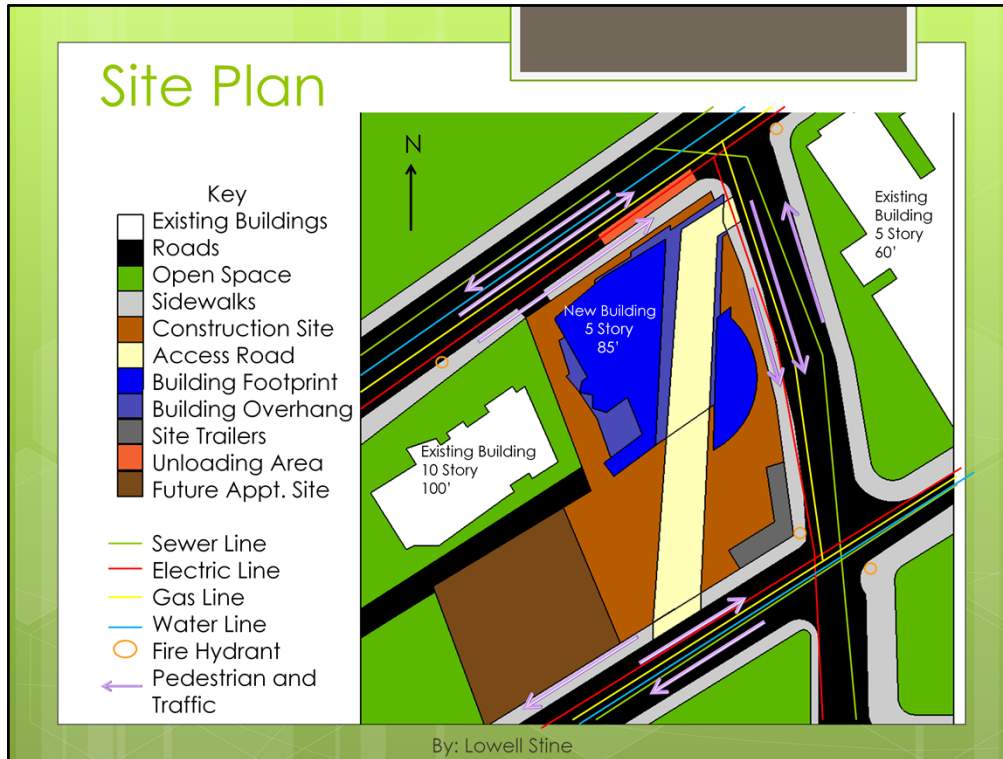 Site Plan
N
Key
Existing Buildings
Roads
Open Space
Sidewalks
Construction Site
Access Road
Building Footprint
Building Overhang
Site Trailers
Unloading Area
Future Appt. Site
Sewer Line
Electric Line
Gas Line
Water Line
Fire Hydrant
Pedestrian and
Traffic
Existing
Building
5 Story
60'
New Building
5 Story
85'
Existing Building
10 Story
100'
By: Lowell Stine